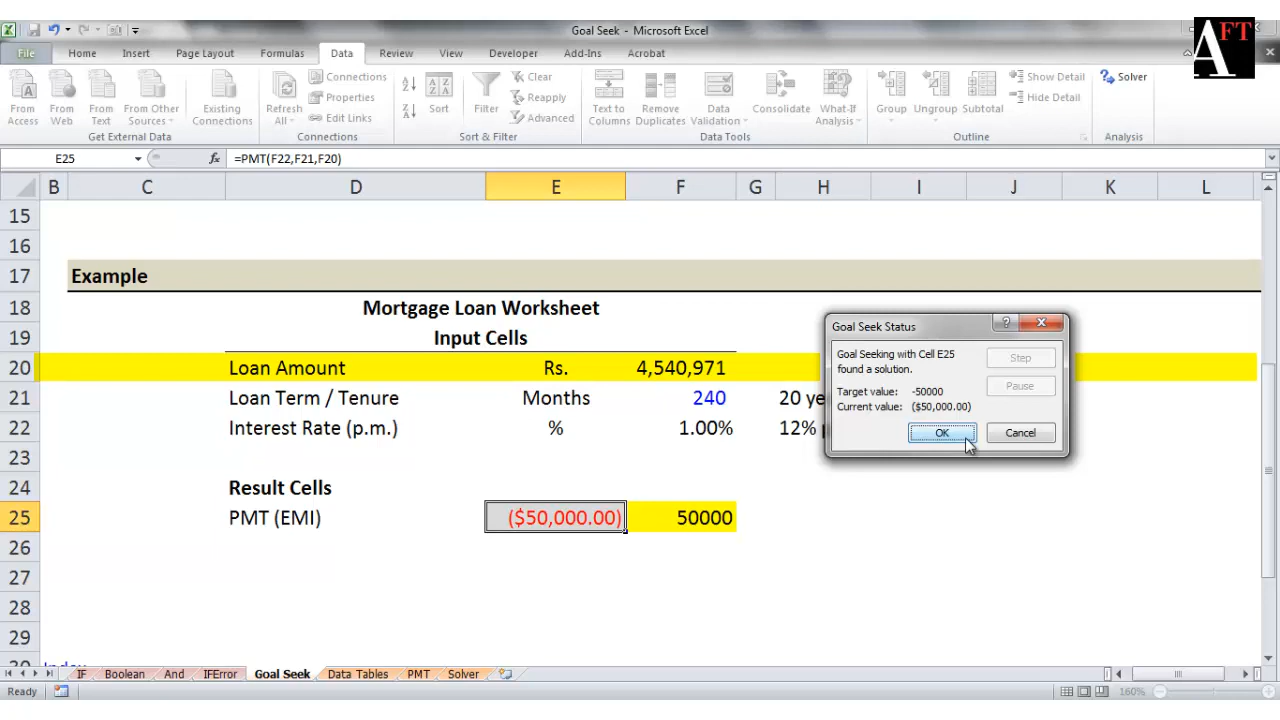 Goal Seek - Microsoft Excel
AFT
File Home Insert Page Layout Formulas Data Review View Developer Add-Ins Acrobat
From Access
From Web
From Text
From Other Sources
Existing Connections
Refresh All
Connections
Properties
Edit Links
Sort
Filter
Clear
Reapply
Advanced
Text to Columns
Remove Duplicates
Data Validation
Consolidate
What-If Analysis
Group
Ungroup
Subtotal
Show Detail
Hide Detail
Solver
Get External Data Connections Sort & Filter Data Tools Outline Analysis
E25 fx =PMT(F22,F21,F20)
B C D E F G H I J K L
15
16
17 Example
18 Mortgage Loan Worksheet
19 Input Cells
20 Loan Amount Rs. 4,540,971
21 Loan Term / Tenure Months 240 20 ye
22 Interest Rate (p.m.) % 1.00% 12% p
23
24 Result Cells
25 PMT (EMI) ($50,000.00) 50000
26
27
28
29
30 Index
Goal Seek Status
?
Goal Seeking with Cell E25
found a solution.
Target value: -50000
Current value: ($50,000.00)
Step
Pause
OK Cancel
IF Boolean And IFError Goal Seek Data Tables PMT Solver
Ready 160%